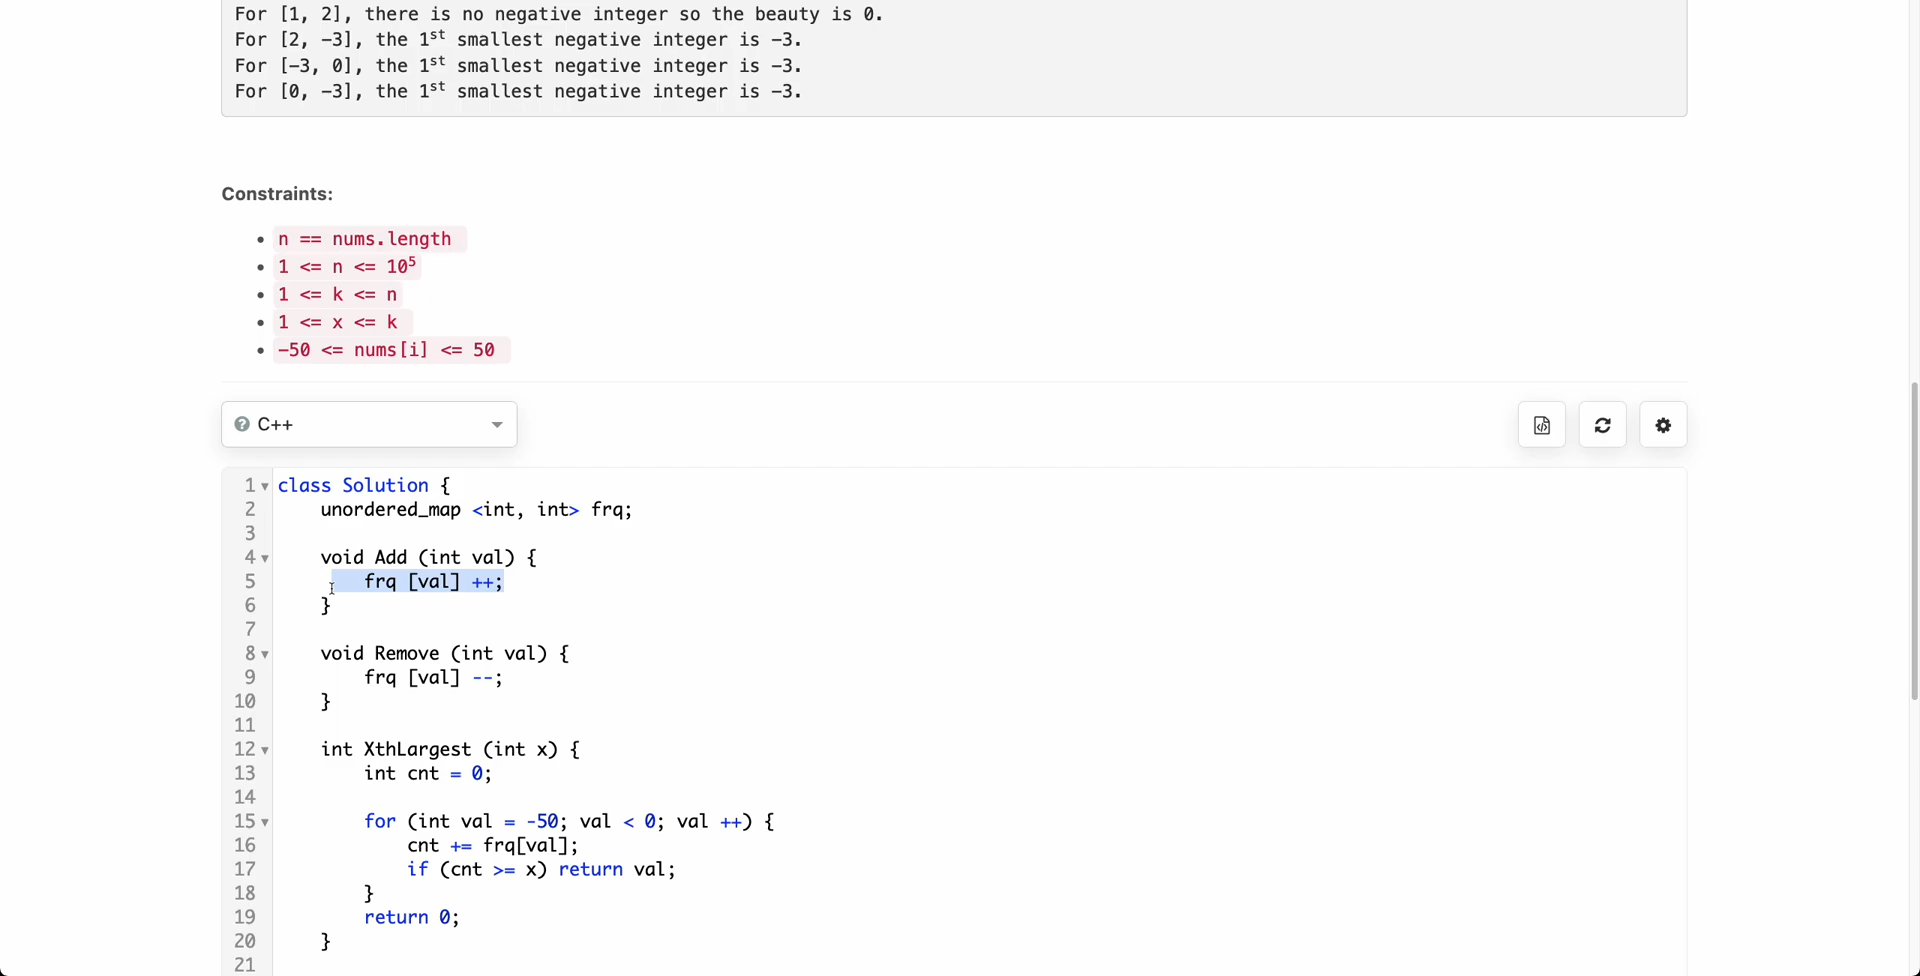 For [1, 2], there is no negative integer so the beauty is 0.
For [2, −3], the 1st smallest negative integer is −3.
For [−3, 0], the 1st smallest negative integer is −3.
For [0, −3], the 1st smallest negative integer is −3.
Constraints:
• n == nums.length
• 1 <= n <= 10⁵
• 1 <= k <= n
• 1 <= x <= k
• -50 <= nums[i] <= 50
? C++
1 class Solution {
2 unordered_map <int, int> frq;
3
4 void Add (int val) {
5 frq [val] ++;
6 }
7
8 void Remove (int val) {
9 frq [val] --;
10 }
11
12 int XthLargest (int x) {
13 int cnt = 0;
14
15 for (int val = -50; val < 0; val ++) {
16 cnt += frq[val];
17 if (cnt >= x) return val;
18 }
19 return 0;
20 }
21